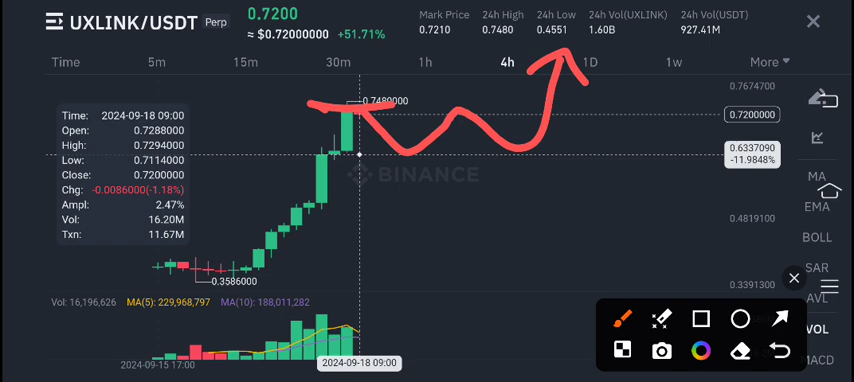 UXLINK/USDT Perp
0.7200
≈ $0.72000000 +51.71%
Mark Price 24h High 24h Low 24h Vol(UXLINK) 24h Vol(USDT)
0.7210 0.7480 0.4551 1.60B 927.41M
Time 5m 15m 30m 1h 4h 1D 1w More
Time: 2024-09-18 09:00
Open: 0.7288000
High: 0.7294000
Low: 0.7114000
Close: 0.7200000
Chg: -0.0086000(-1.18%)
Ampl: 2.47%
Vol: 16.20M
Txn: 11.67M
0.7480000
0.3586000
BINANCE
0.7674700
0.7200000
0.6337090
-11.9848%
0.4819100
0.3391300
MA
EMA
BOLL
SAR
AVL
VOL
MACD
Vol: 16,196,626 MA(5): 229,968,797 MA(10): 188,011,282
2024-09-15 17:00
2024-09-18 09:00